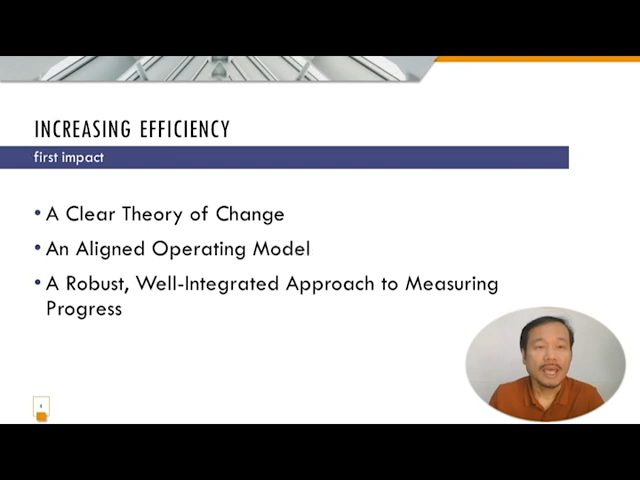 INCREASING EFFICIENCY
first impact
• A Clear Theory of Change
• An Aligned Operating Model
• A Robust, Well-Integrated Approach to Measuring
Progress